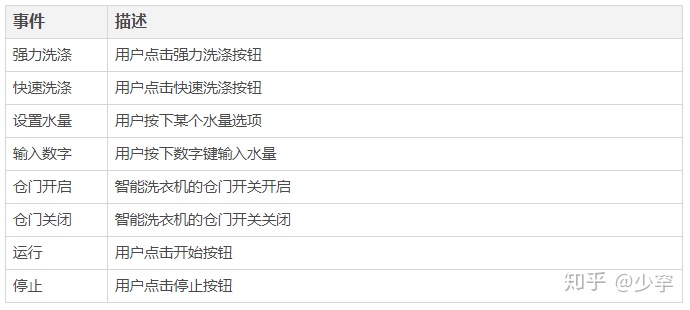 事件 描述
强力洗涤 用户点击强力洗涤按钮
快速洗涤 用户点击快速洗涤按钮
设置水量 用户按下某个水量选项
输入数字 用户按下数字键输入水量
仓门开启 智能洗衣机的仓门开关开启
仓门关闭 智能洗衣机的仓门开关关闭
运行 用户点击开始按钮
停止 用户点击停止按钮
知乎 @少罕